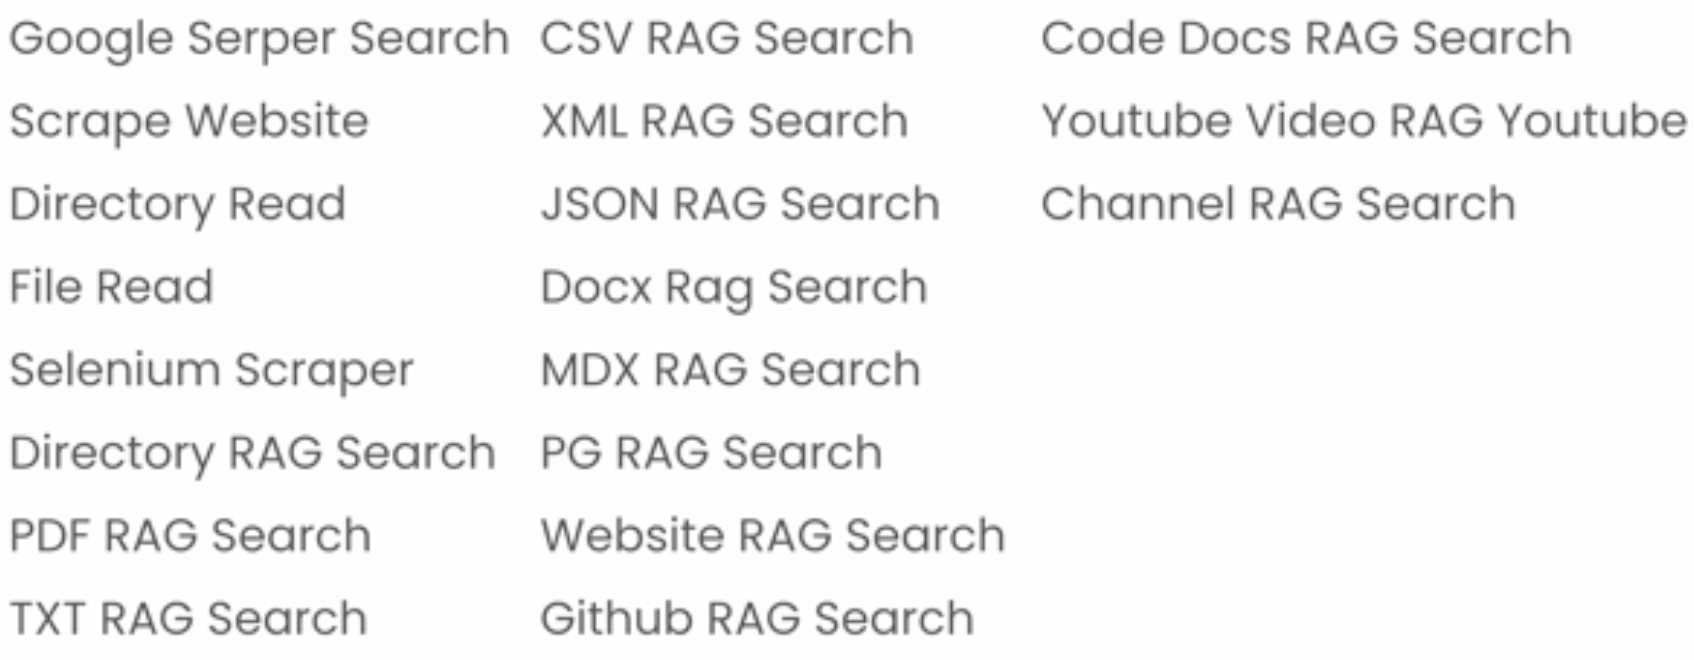 Google Serper Search
Scrape Website
Directory Read
File Read
Selenium Scraper
Directory RAG Search
PDF RAG Search
TXT RAG Search
CSV RAG Search
XML RAG Search
JSON RAG Search
Docx Rag Search
MDX RAG Search
PG RAG Search
Website RAG Search
Github RAG Search
Code Docs RAG Search
Youtube Video RAG Youtube
Channel RAG Search